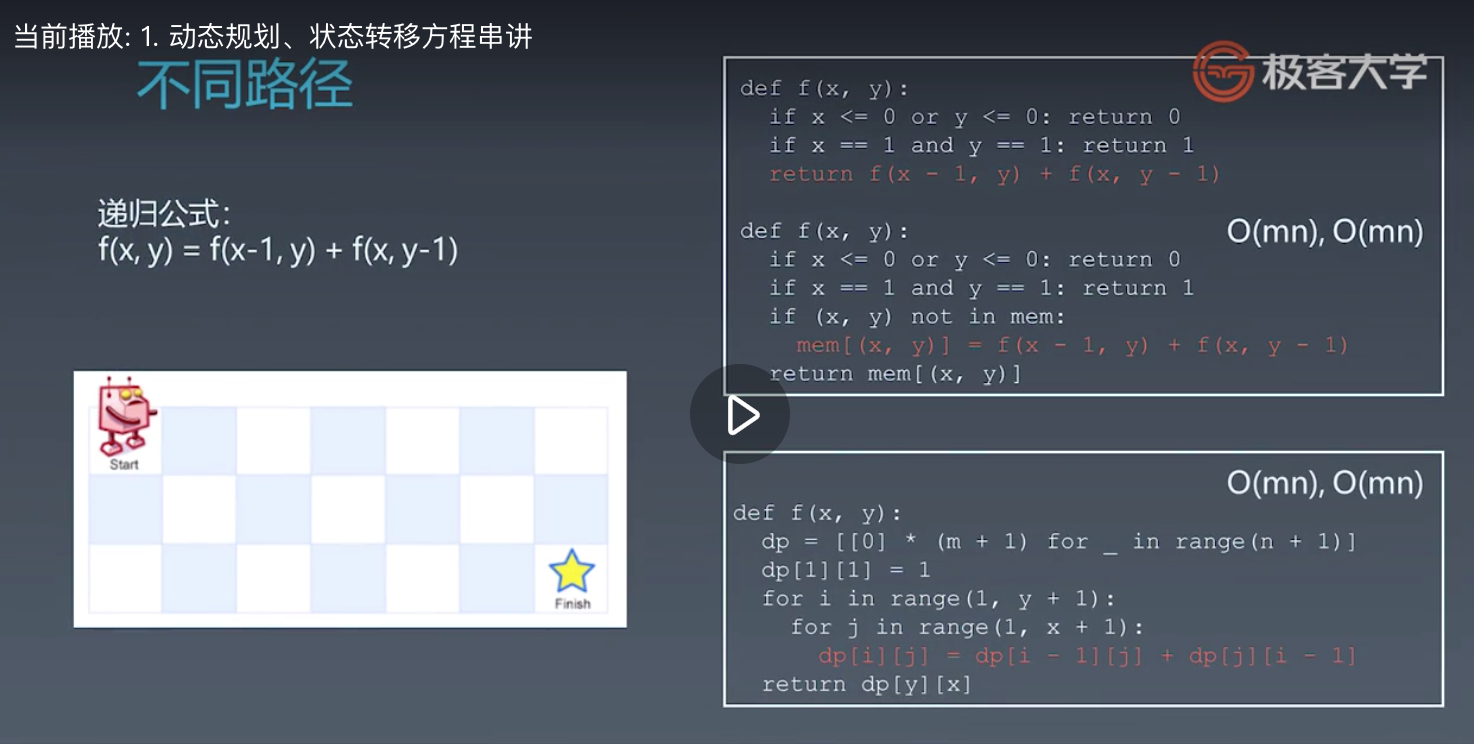 当前播放: 1. 动态规划、状态转移方程串讲
不同路径
极客大学
递归公式：
f(x, y) = f(x-1, y) + f(x, y-1)
Start
Finish
def f(x, y):
  if x <= 0 or y <= 0: return 0
  if x == 1 and y == 1: return 1
  return f(x - 1, y) + f(x, y - 1)
O(mn), O(mn)
def f(x, y):
  if x <= 0 or y <= 0: return 0
  if x == 1 and y == 1: return 1
  if (x, y) not in mem:
    mem[(x, y)] = f(x - 1, y) + f(x, y - 1)
  return mem[(x, y)]
O(mn), O(mn)
def f(x, y):
  dp = [[0] * (m + 1) for _ in range(n + 1)]
  dp[1][1] = 1
  for i in range(1, y + 1):
    for j in range(1, x + 1):
      dp[i][j] = dp[i - 1][j] + dp[j][i - 1]
  return dp[y][x]